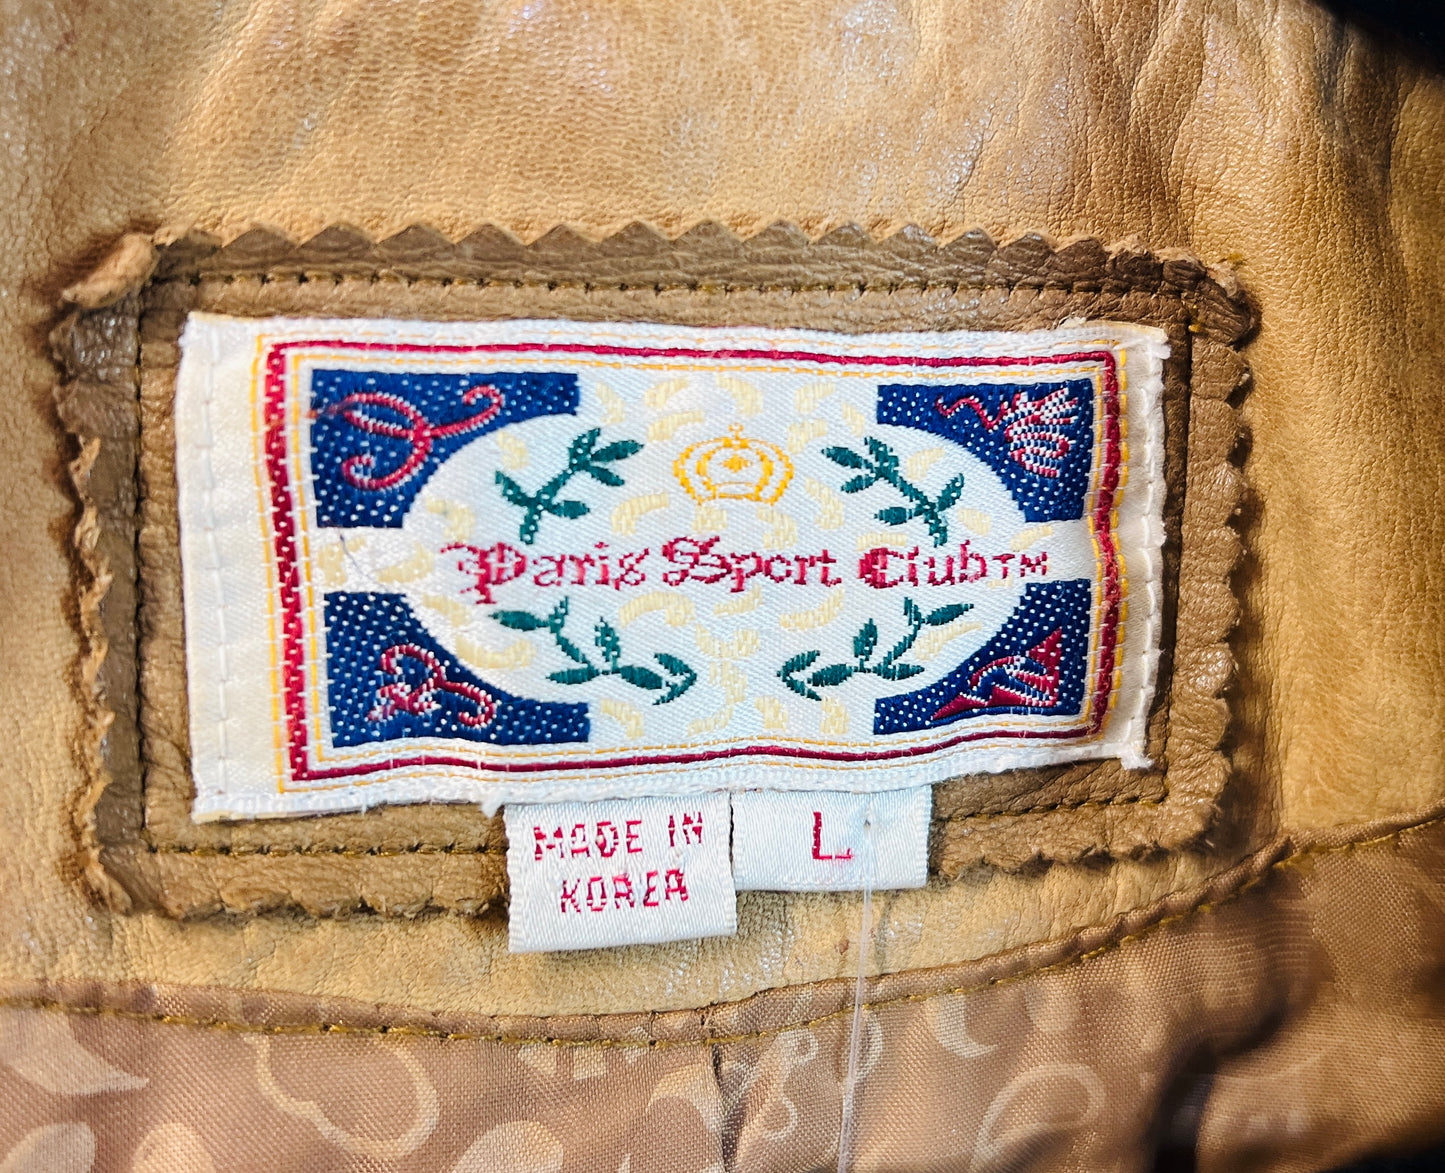 Paris Sport Club™
MADE IN
KOREA
L